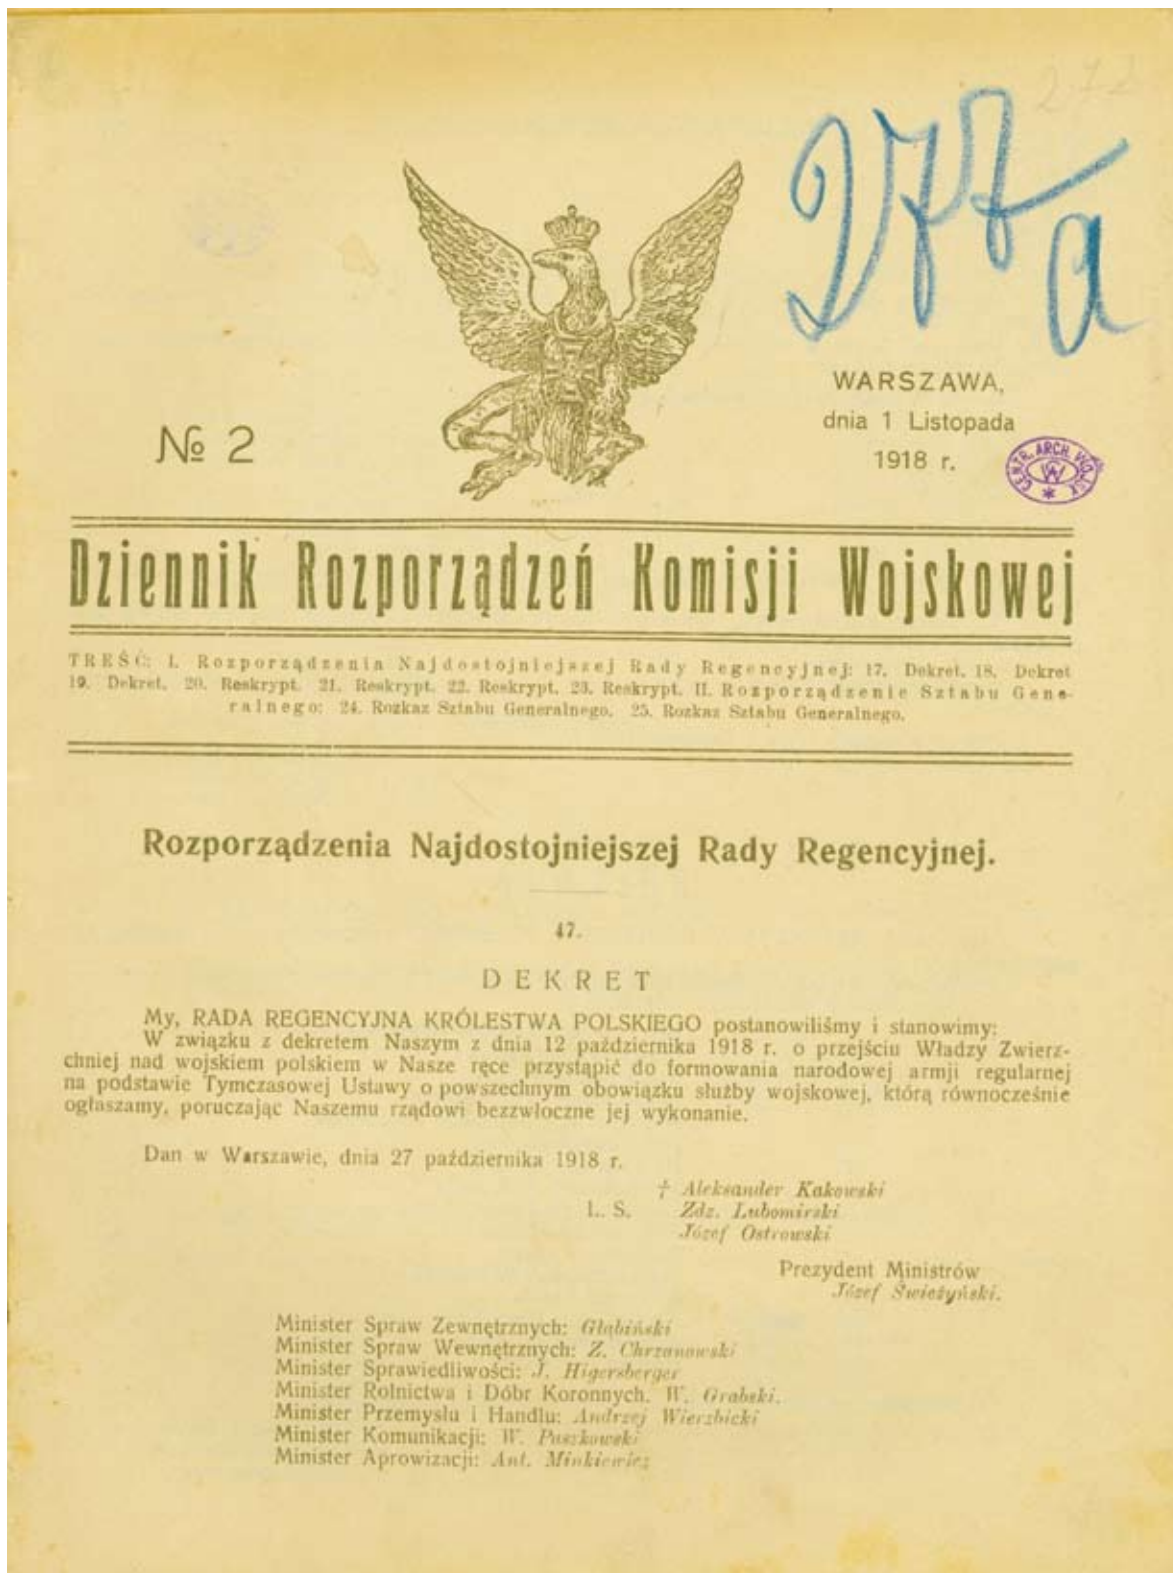 272
277a
WARSZAWA,
dnia 1 Listopada
1918 r.
№ 2
CENTR. ARCH. WOJSK
CAW
Dziennik Rozporządzeń Komisji Wojskowej
TREŚĆ: I. Rozporządzenia Najdostojniejszej Rady Regencyjnej: 17. Dekret. 18. Dekret
19. Dekret. 20. Reskrypt. 21. Reskrypt. 22. Reskrypt. 23. Reskrypt. II. Rozporządzenie Sztabu Gene-
ralnego: 24. Rozkaz Sztabu Generalnego. 25. Rozkaz Sztabu Generalnego.
Rozporządzenia Najdostojniejszej Rady Regencyjnej.
47.
DEKRET
My, RADA REGENCYJNA KRÓLESTWA POLSKIEGO postanowiliśmy i stanowimy:
W związku z dekretem Naszym z dnia 12 października 1918 r. o przejściu Władzy Zwierz-
chniej nad wojskiem polskiem w Nasze ręce przystąpić do formowania narodowej armji regularnej
na podstawie Tymczasowej Ustawy o powszechnym obowiązku służby wojskowej, którą równocześnie
ogłaszamy, poruczając Naszemu rządowi bezzwłoczne jej wykonanie.
Dan w Warszawie, dnia 27 października 1918 r.
† Aleksander Kakowski
L. S. Zdz. Lubomirski
Józef Ostrowski
Prezydent Ministrów
Józef Świeżyński.
Minister Spraw Zewnętrznych: Głąbiński
Minister Spraw Wewnętrznych: Z. Chrzanowski
Minister Sprawiedliwości: J. Higersberger
Minister Rolnictwa i Dóbr Koronnych. W. Grabski.
Minister Przemysłu i Handlu: Andrzej Wierzbicki
Minister Komunikacji: W. Paszkowski
Minister Aprowizacji: Ant. Minkiewicz